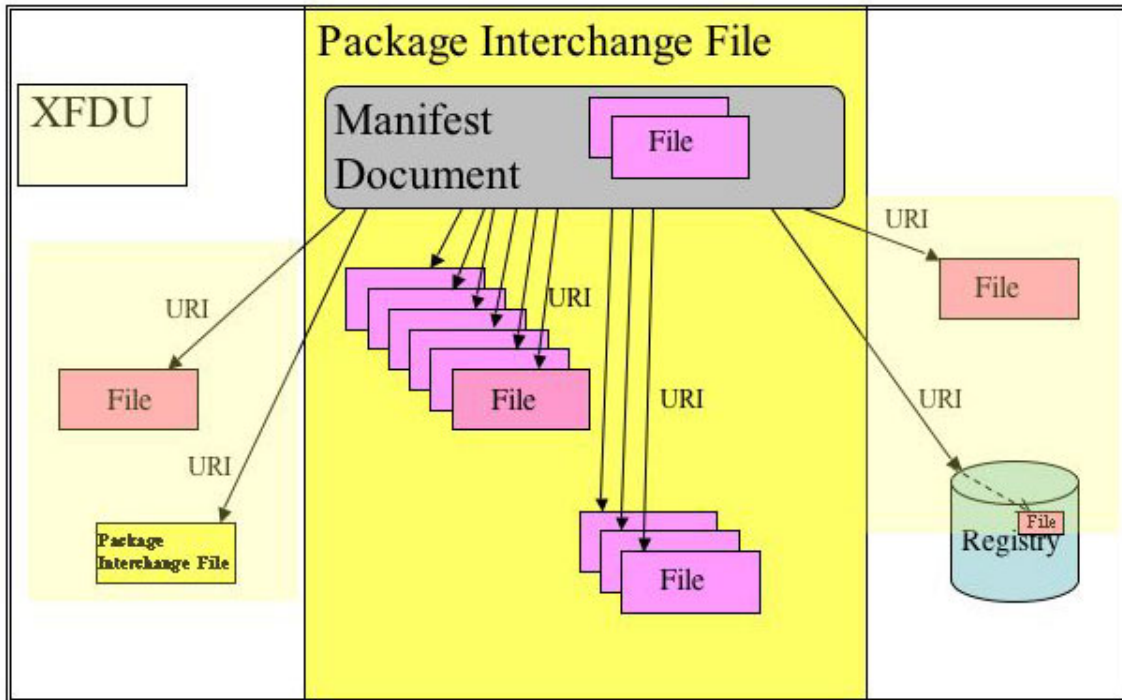 Package Interchange File
XFDU
Manifest
Document
File
URI
File
URI
File
URI
Package
Interchange File
URI
File
URI
File
URI
File
Registry